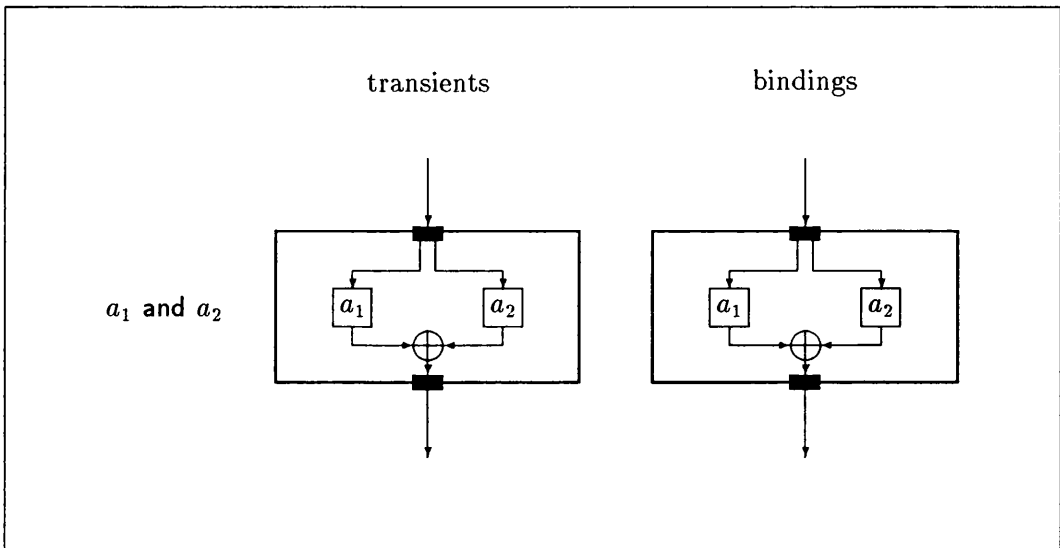 transients bindings
a₁ and a₂
a₁ a₂ a₁ a₂